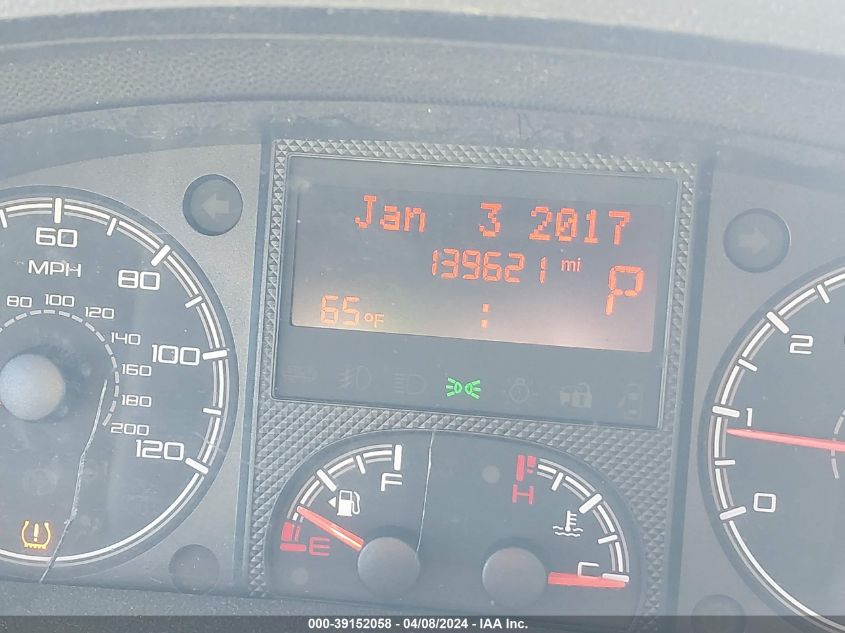 Jan 3 2017
139621 mi
P
65°F :
60
MPH
80
100
120
80 100 120
140
160
180
200
F
E
H
C
2
1
0
000-39152058 - 04/08/2024 - IAA Inc.